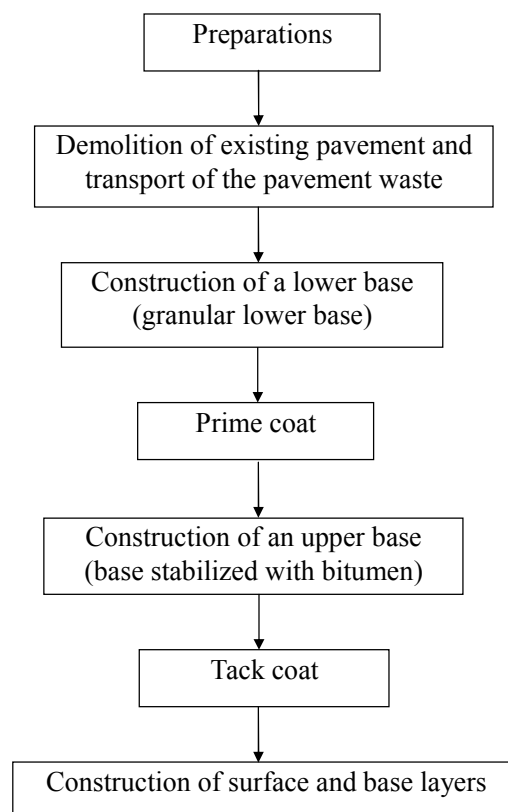 Preparations
Demolition of existing pavement and
transport of the pavement waste
Construction of a lower base
(granular lower base)
Prime coat
Construction of an upper base
(base stabilized with bitumen)
Tack coat
Construction of surface and base layers